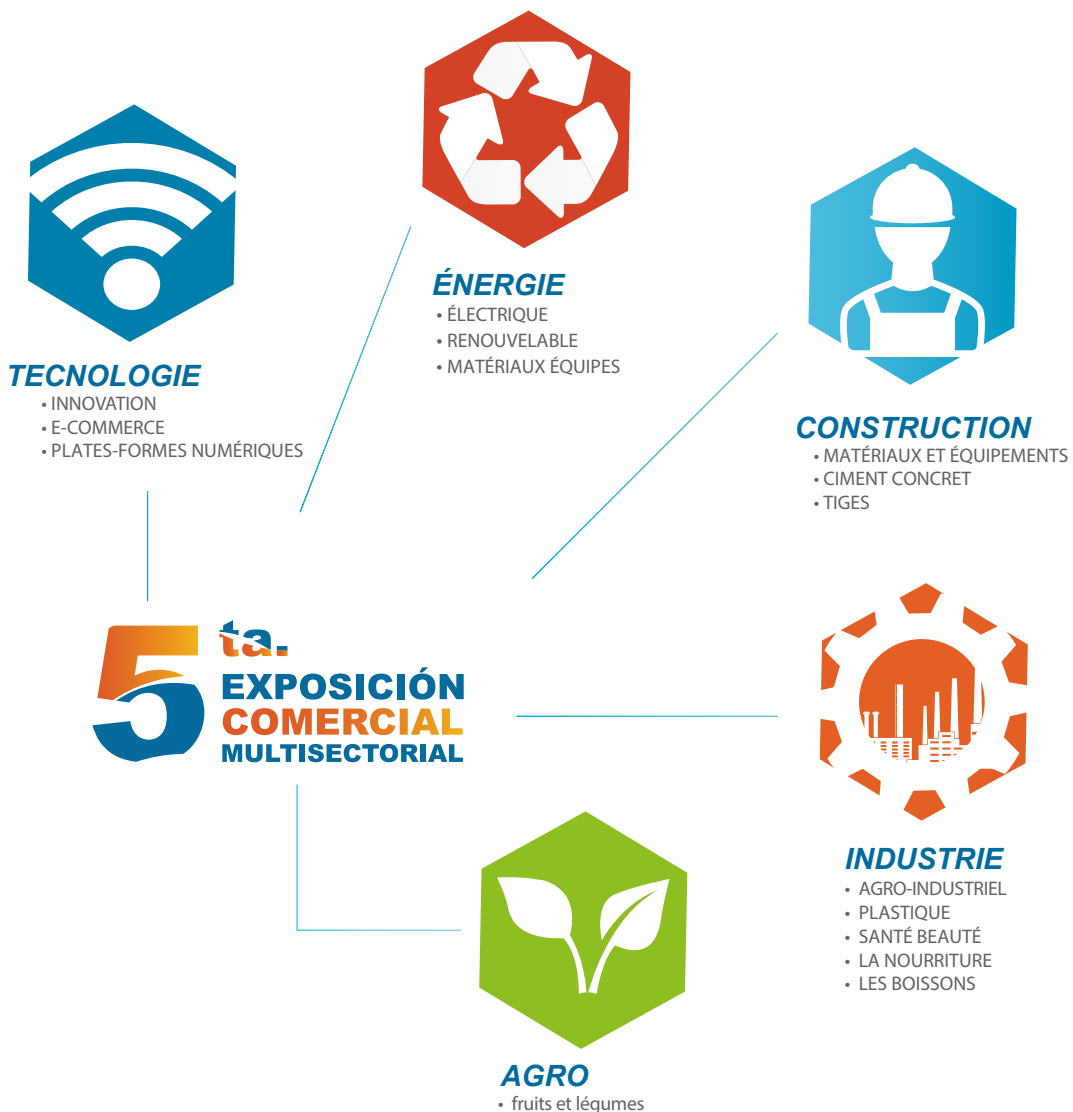 ÉNERGIE
• ÉLECTRIQUE
• RENOUVELABLE
• MATÉRIAUX ÉQUIPES
TECNOLOGIE
• INNOVATION
• E-COMMERCE
• PLATES-FORMES NUMÉRIQUES
CONSTRUCTION
• MATÉRIAUX ET ÉQUIPEMENTS
• CIMENT CONCRET
• TIGES
5ta.
EXPOSICIÓN
COMERCIAL
MULTISECTORIAL
INDUSTRIE
• AGRO-INDUSTRIEL
• PLASTIQUE
• SANTÉ BEAUTÉ
• LA NOURRITURE
• LES BOISSONS
AGRO
• fruits et légumes